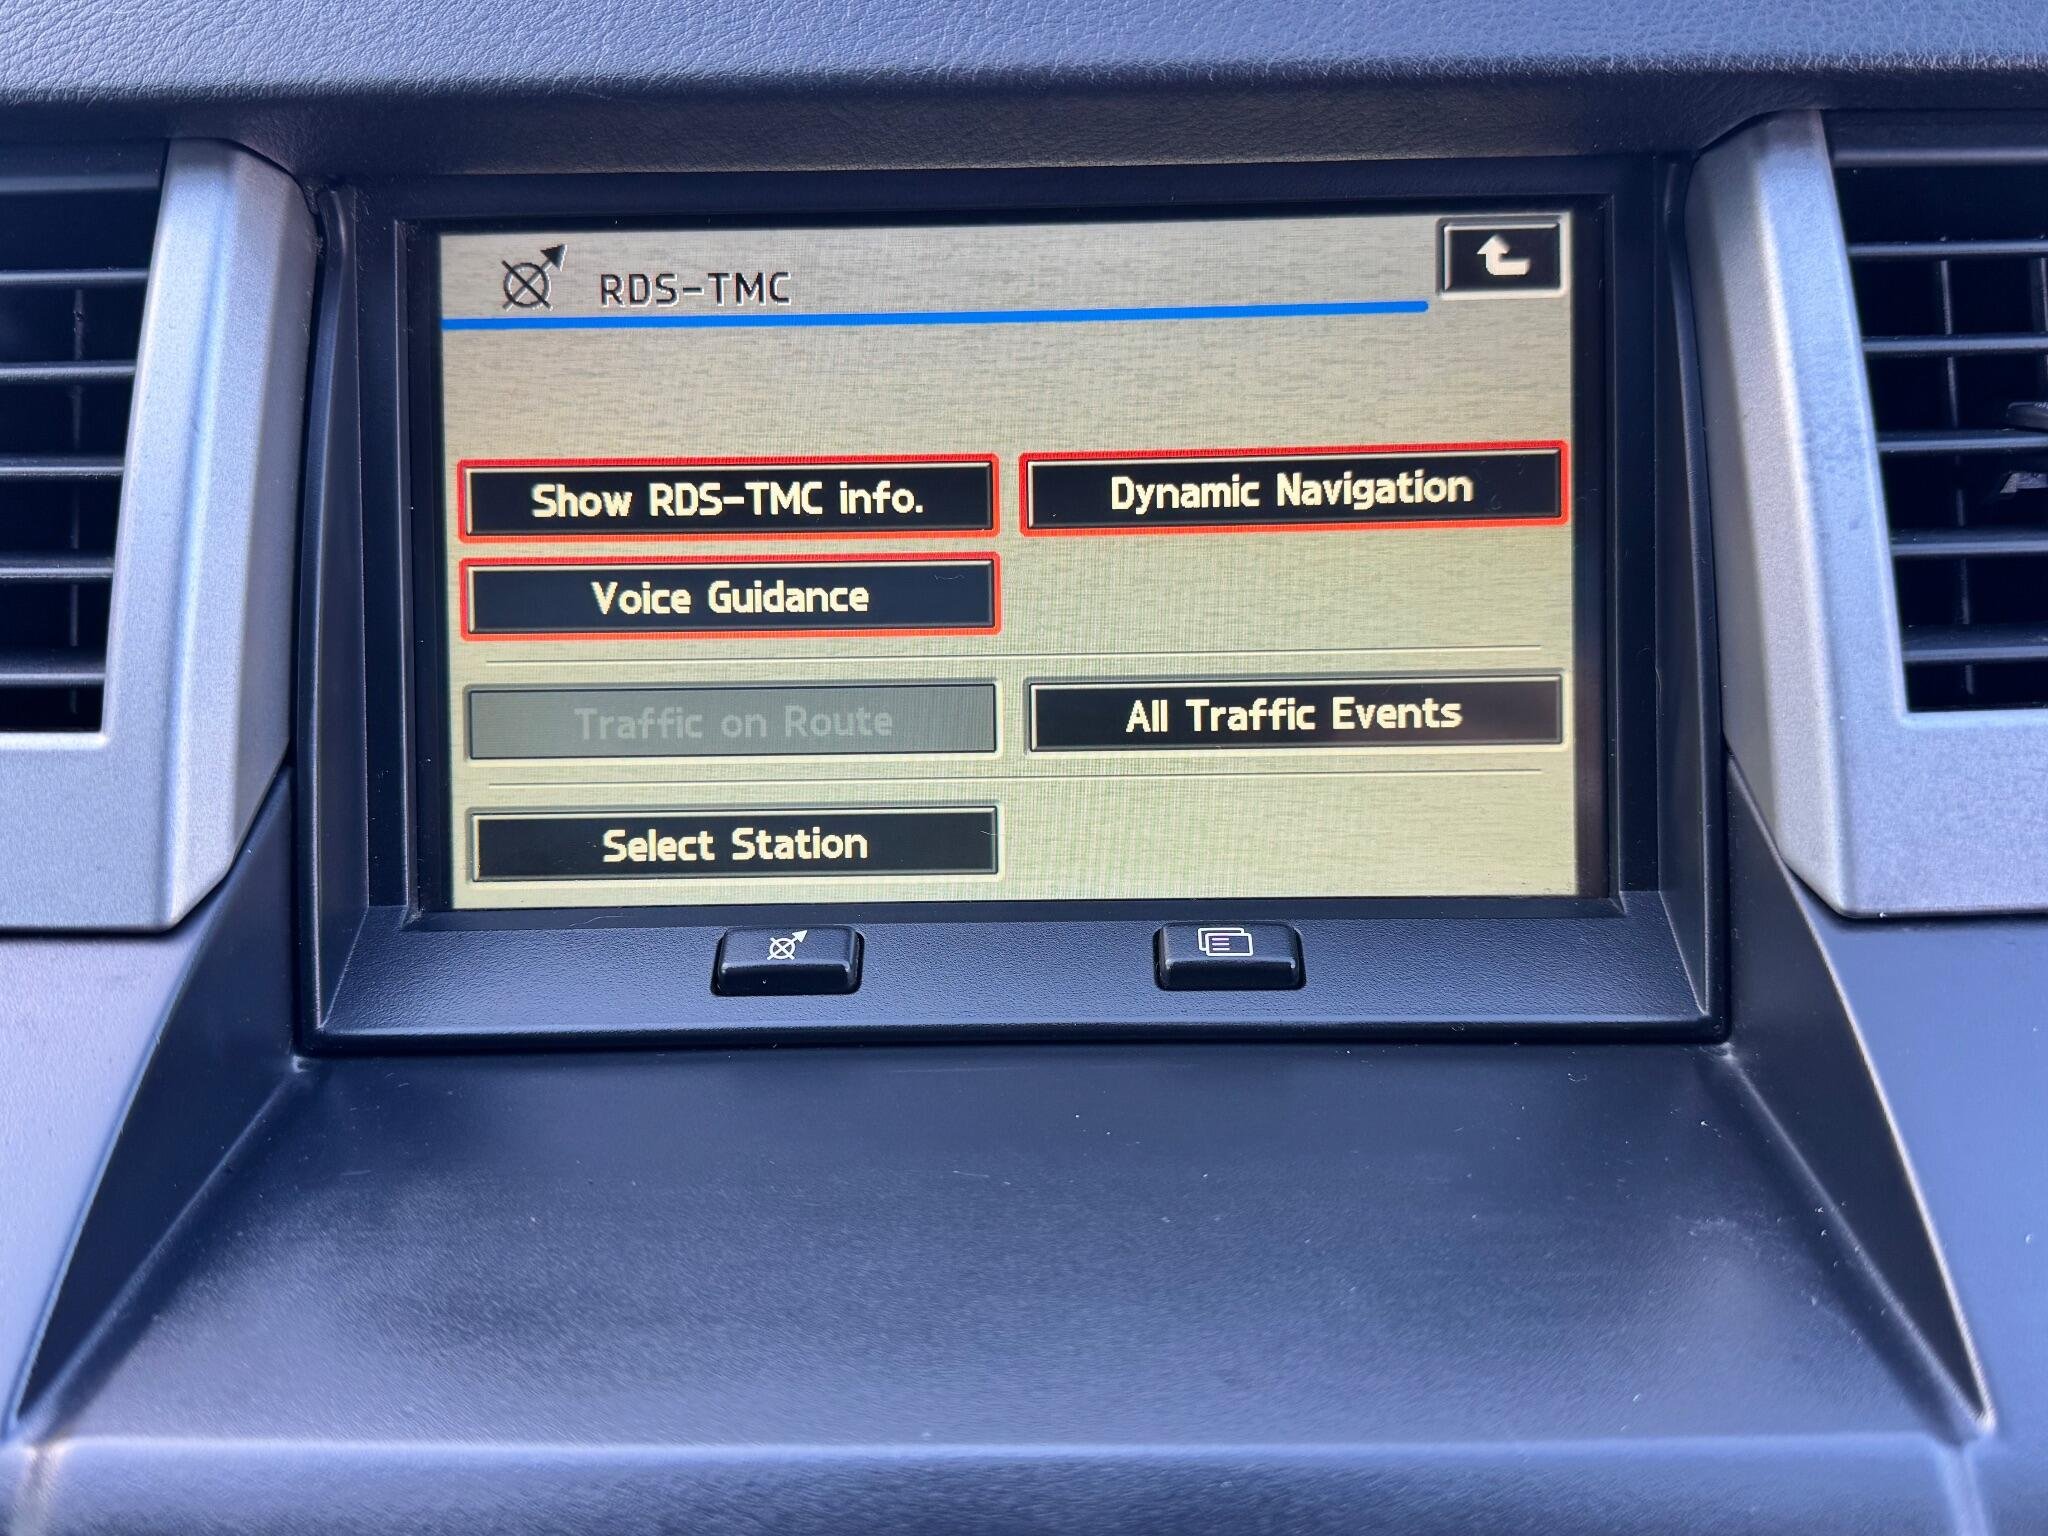 RDS-TMC
Show RDS-TMC info.
Dynamic Navigation
Voice Guidance
Traffic on Route
All Traffic Events
Select Station